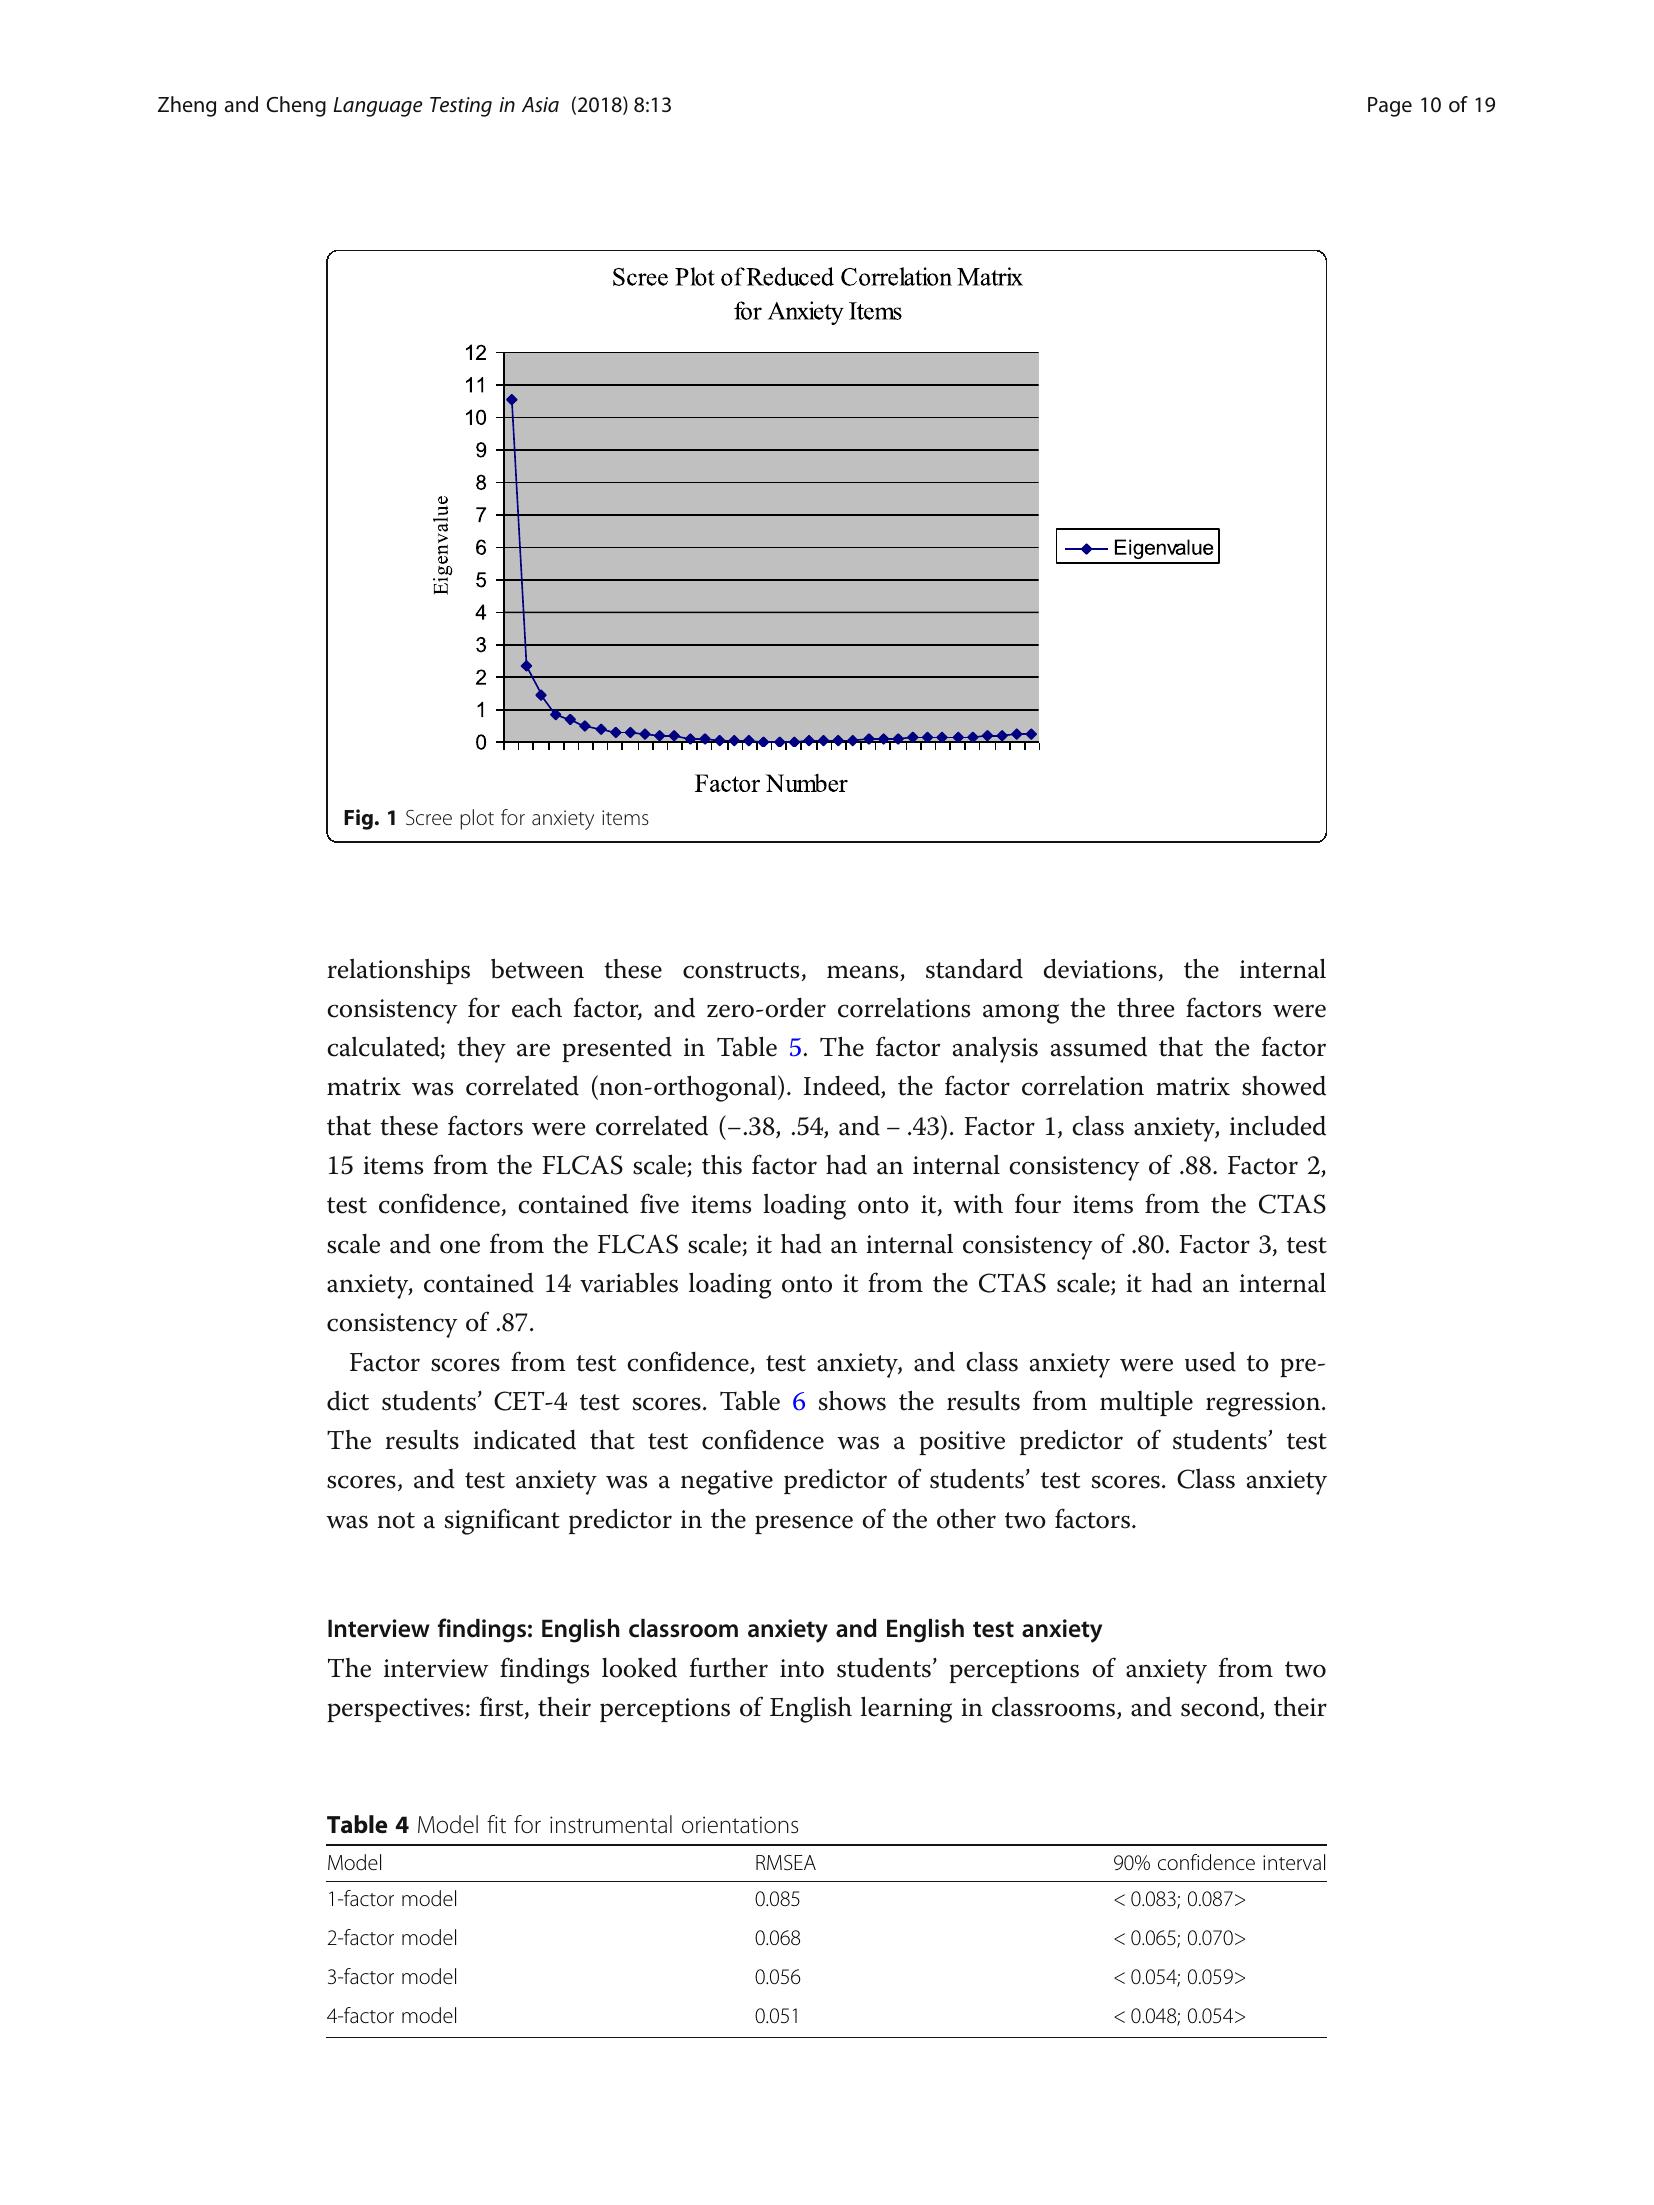 Zheng and Cheng Language Testing in Asia (2018) 8:13
Page 10 of 19
Scree Plot of Reduced Correlation Matrix
for Anxiety Items
12
11
10
9
8
7
6
5
4
3
2
1
0
Eigenvalue
Eigenvalue
Factor Number
Fig. 1 Scree plot for anxiety items
relationships between these constructs, means, standard deviations, the internal
consistency for each factor, and zero-order correlations among the three factors were
calculated; they are presented in Table 5. The factor analysis assumed that the factor
matrix was correlated (non-orthogonal). Indeed, the factor correlation matrix showed
that these factors were correlated (–.38, .54, and – .43). Factor 1, class anxiety, included
15 items from the FLCAS scale; this factor had an internal consistency of .88. Factor 2,
test confidence, contained five items loading onto it, with four items from the CTAS
scale and one from the FLCAS scale; it had an internal consistency of .80. Factor 3, test
anxiety, contained 14 variables loading onto it from the CTAS scale; it had an internal
consistency of .87.
Factor scores from test confidence, test anxiety, and class anxiety were used to pre-
dict students’ CET-4 test scores. Table 6 shows the results from multiple regression.
The results indicated that test confidence was a positive predictor of students’ test
scores, and test anxiety was a negative predictor of students’ test scores. Class anxiety
was not a significant predictor in the presence of the other two factors.
Interview findings: English classroom anxiety and English test anxiety
The interview findings looked further into students’ perceptions of anxiety from two
perspectives: first, their perceptions of English learning in classrooms, and second, their
Table 4 Model fit for instrumental orientations
Model RMSEA 90% confidence interval
1-factor model 0.085 < 0.083; 0.087>
2-factor model 0.068 < 0.065; 0.070>
3-factor model 0.056 < 0.054; 0.059>
4-factor model 0.051 < 0.048; 0.054>